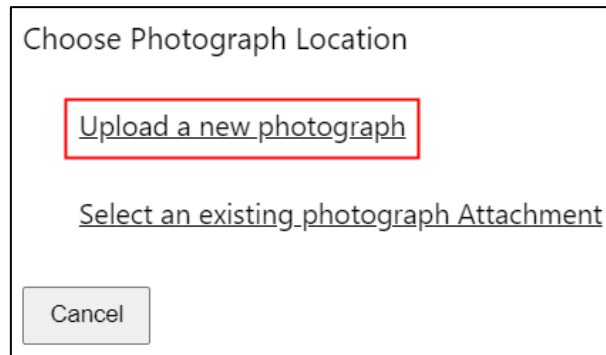 Choose Photograph Location
Upload a new photograph
Select an existing photograph Attachment
Cancel